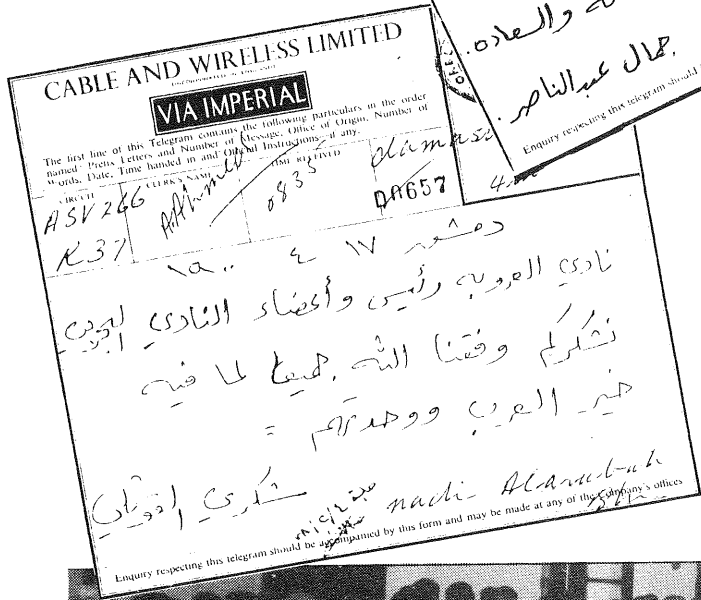 CABLE AND WIRELESS LIMITED
VIA IMPERIAL
The first line of this Telegram contains the following particulars in the order
named: Prefix Letters and Number of Message, Office of Origin, Number of
Words, Date, Time handed in and Official Instructions—if any.
CIRCUIT CLERK'S NAME TIME RECEIVED
ASV266 0835 damasc
K37 DA657
دمشق ١٧ ٤
نادي العروبه رئيس وأعضاء النادي البحرين
نشكركم وفقنا الله جميعا لما فيه
خير العرب ووحدتهم =
شكري القوتلي
nadi- Alarubah
Enquiry respecting this telegram should be accompanied by this form and may be made at any of the Company's offices
والسعاده.
جمال عبدالناصر.
Enquiry respecting this telegram should